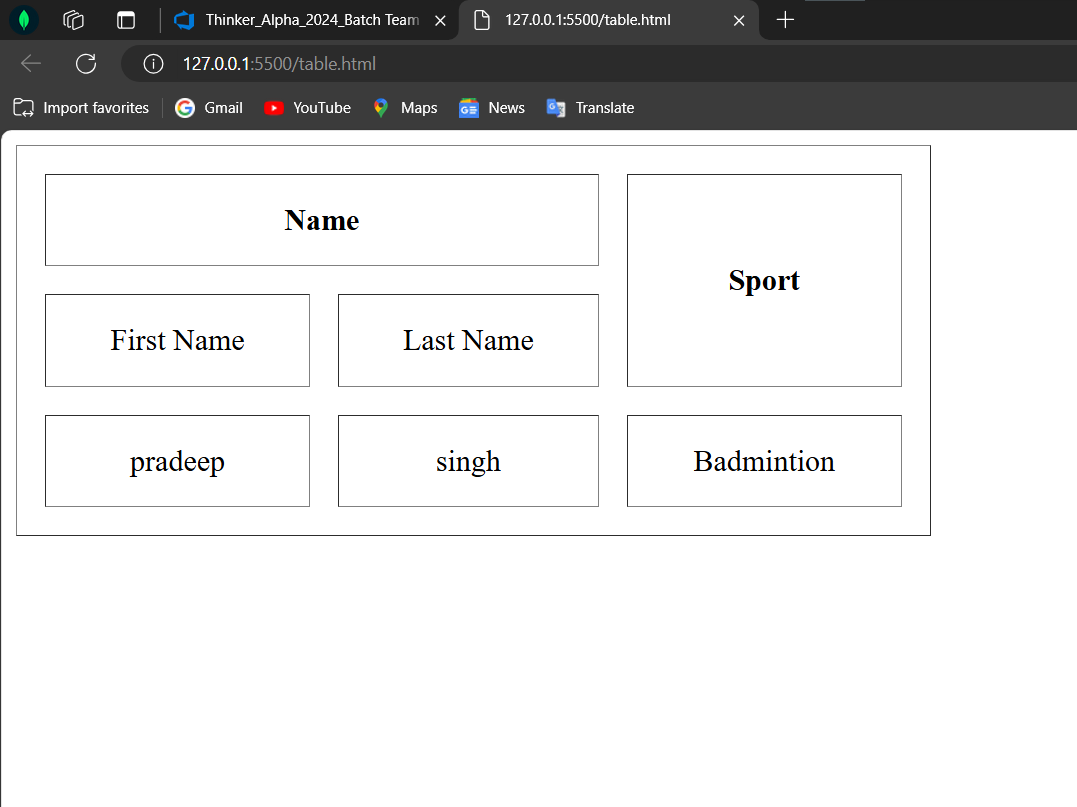 Thinker_Alpha_2024_Batch Team
127.0.0.1:5500/table.html
127.0.0.1:5500/table.html
Import favorites
Gmail
YouTube
Maps
News
Translate
Name
Sport
First Name
Last Name
pradeep
singh
Badmintion